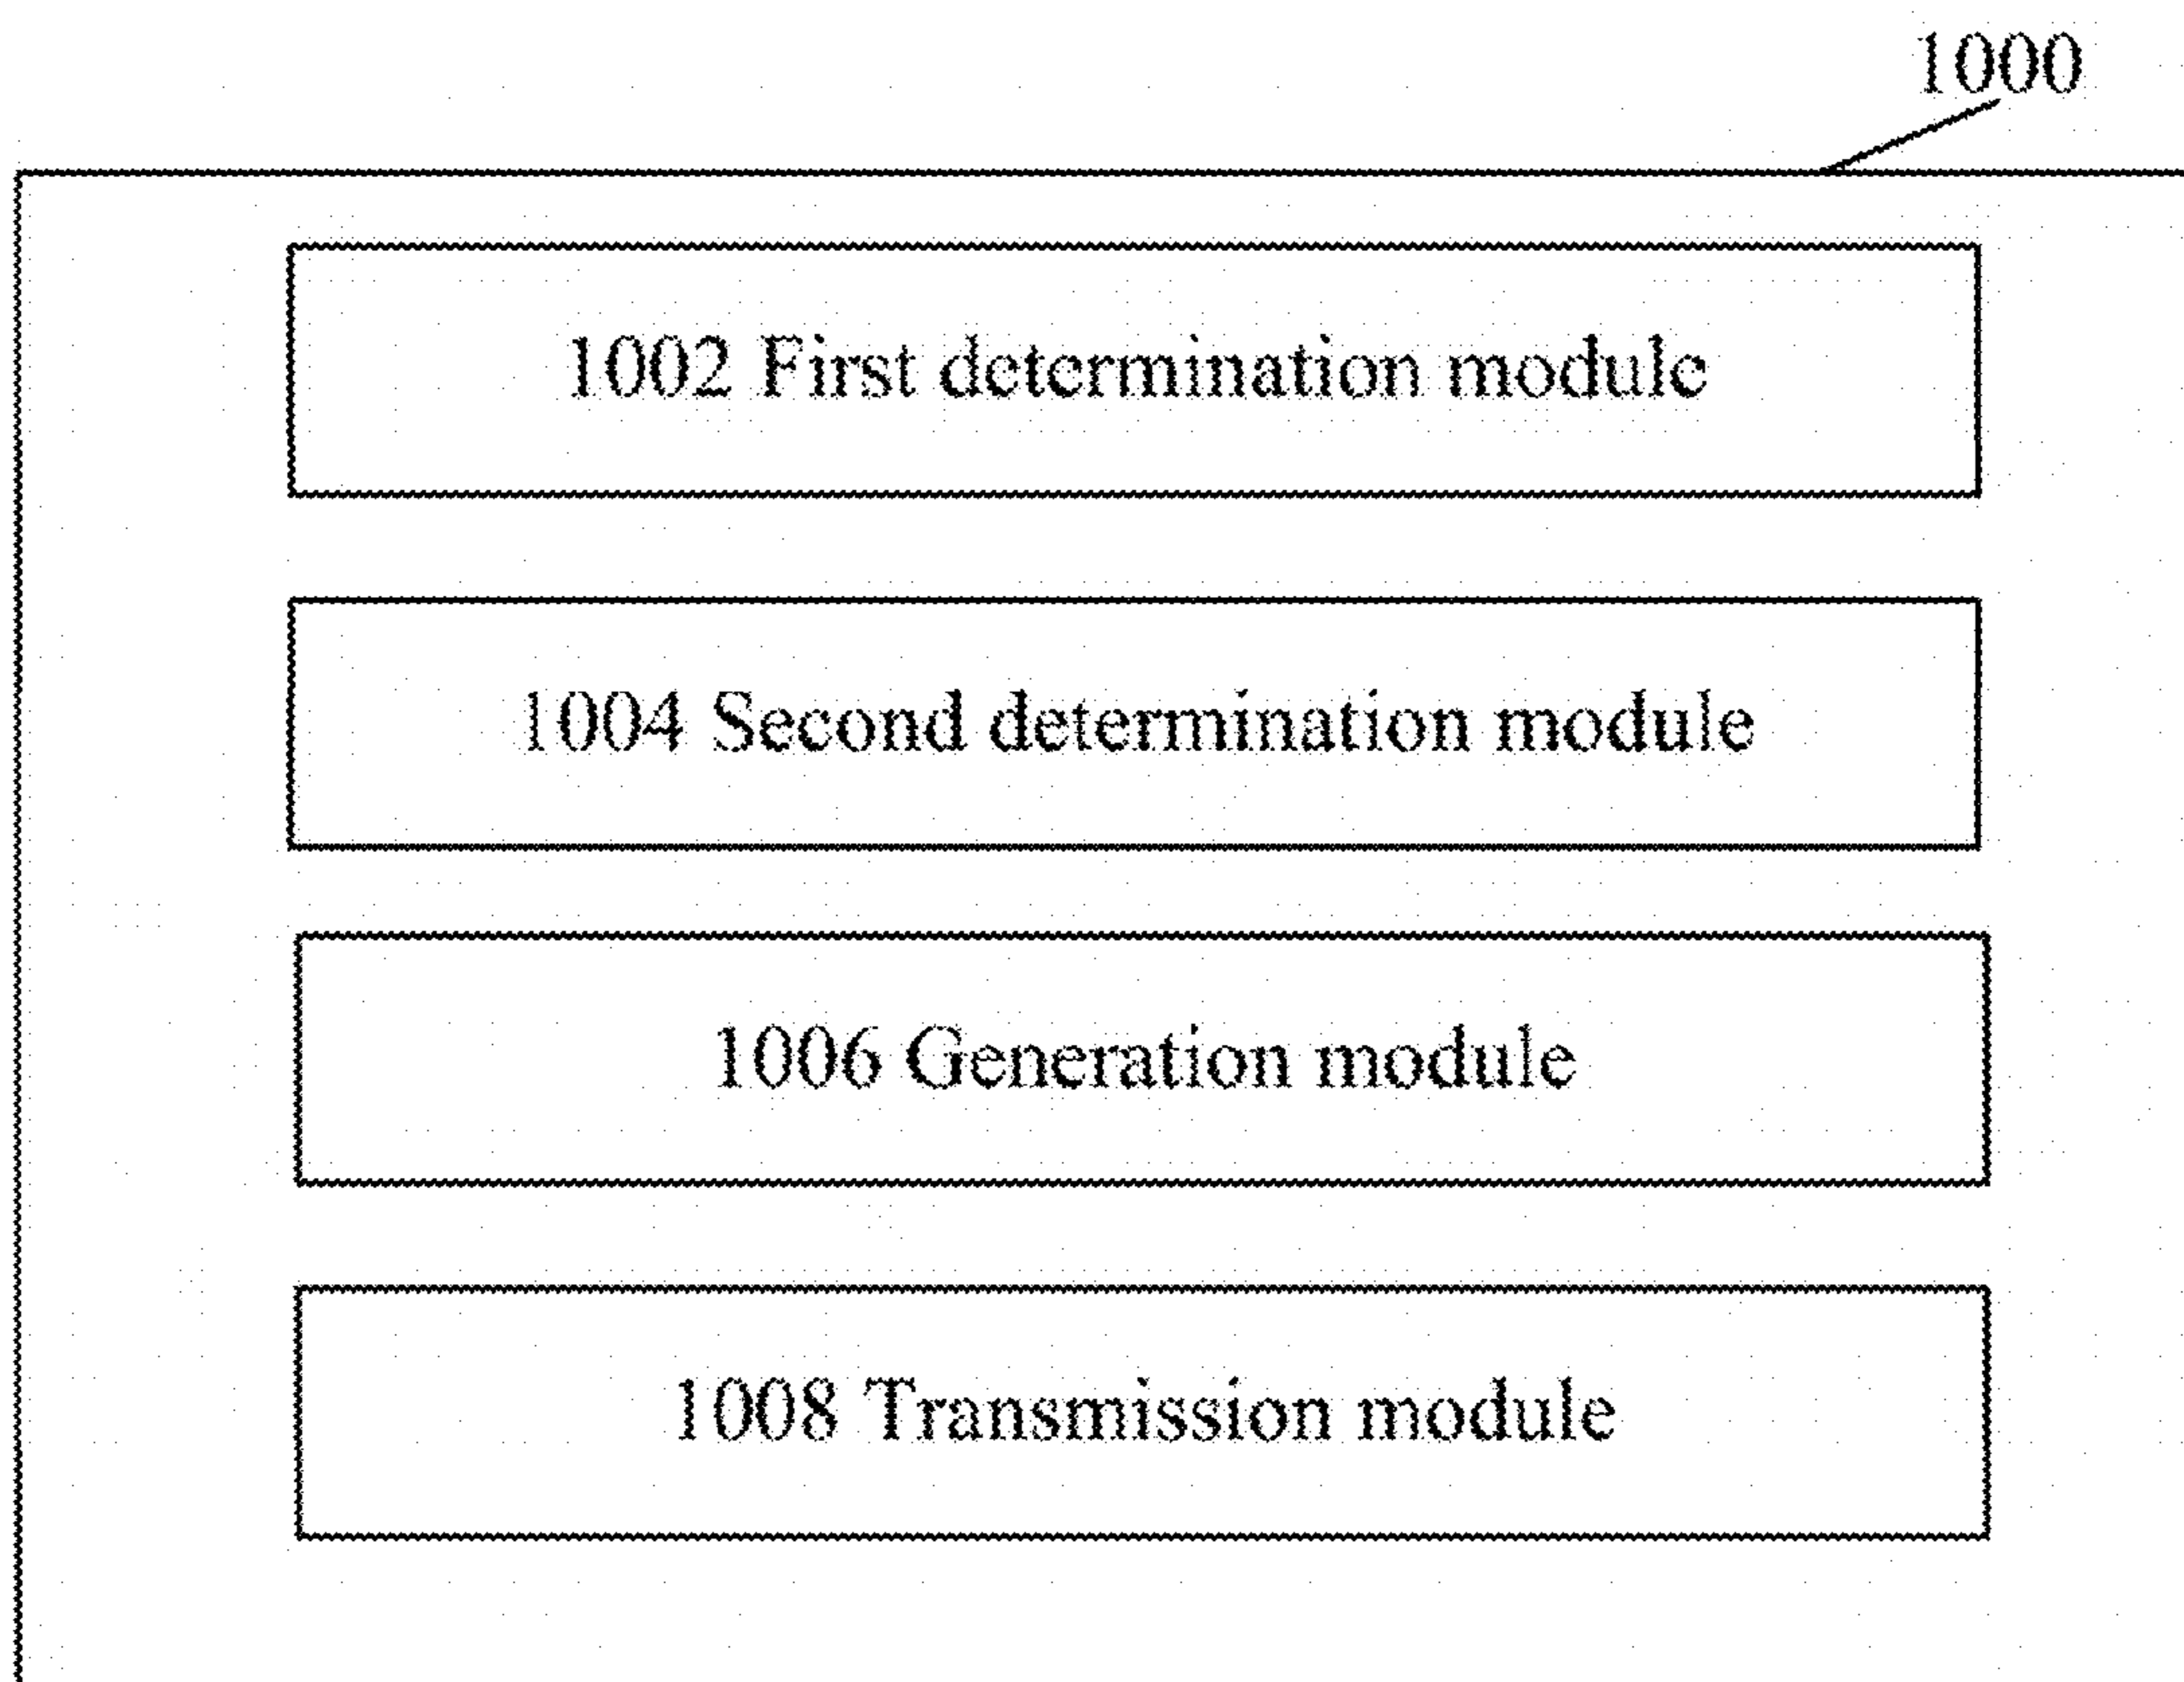 1000
1002 First determination module
1004 Second determination module
1006 Generation module
1008 Transmission module